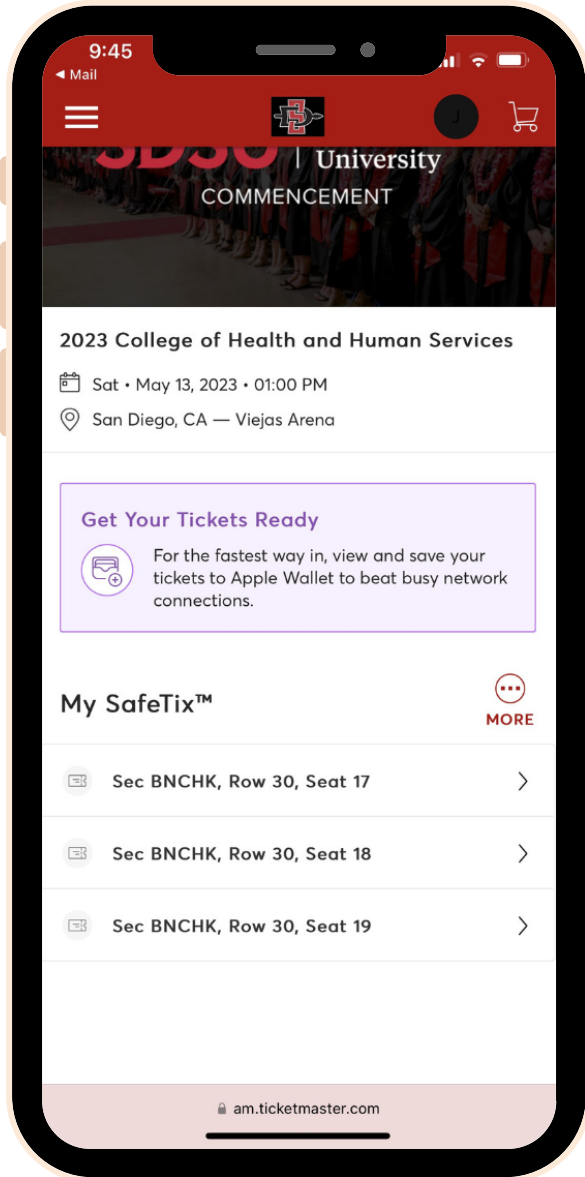 9:45
◀ Mail
J
SDSU | University
COMMENCEMENT
2023 College of Health and Human Services
Sat • May 13, 2023 • 01:00 PM
San Diego, CA — Viejas Arena
Get Your Tickets Ready
For the fastest way in, view and save your
tickets to Apple Wallet to beat busy network
connections.
My SafeTix™
MORE
Sec BNCHK, Row 30, Seat 17
Sec BNCHK, Row 30, Seat 18
Sec BNCHK, Row 30, Seat 19
am.ticketmaster.com